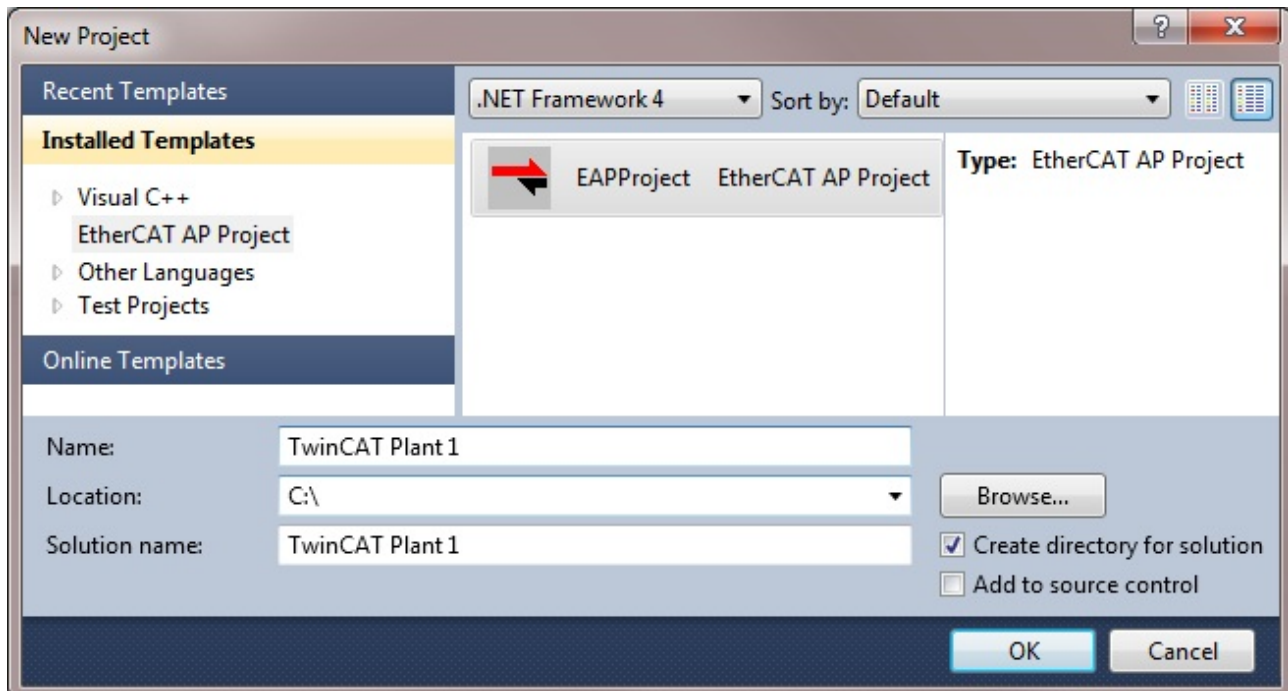 New Project
Recent Templates
Installed Templates
Visual C++
EtherCAT AP Project
Other Languages
Test Projects
Online Templates
.NET Framework 4
Sort by:
Default
EAPProject
EtherCAT AP Project
Type: EtherCAT AP Project
Name:
TwinCAT Plant 1
Location:
C:\
Browse...
Solution name:
TwinCAT Plant 1
Create directory for solution
Add to source control
OK
Cancel